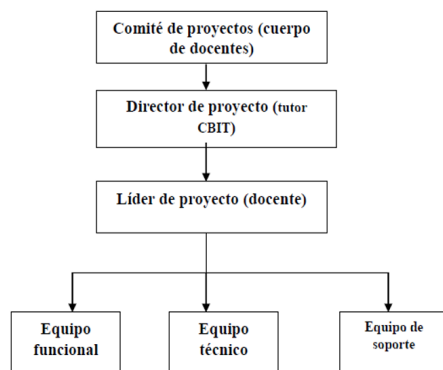 Comité de proyectos (cuerpo
de docentes)
Director de proyecto (tutor
CBIT)
Líder de proyecto (docente)
Equipo
funcional
Equipo
técnico
Equipo de
soporte